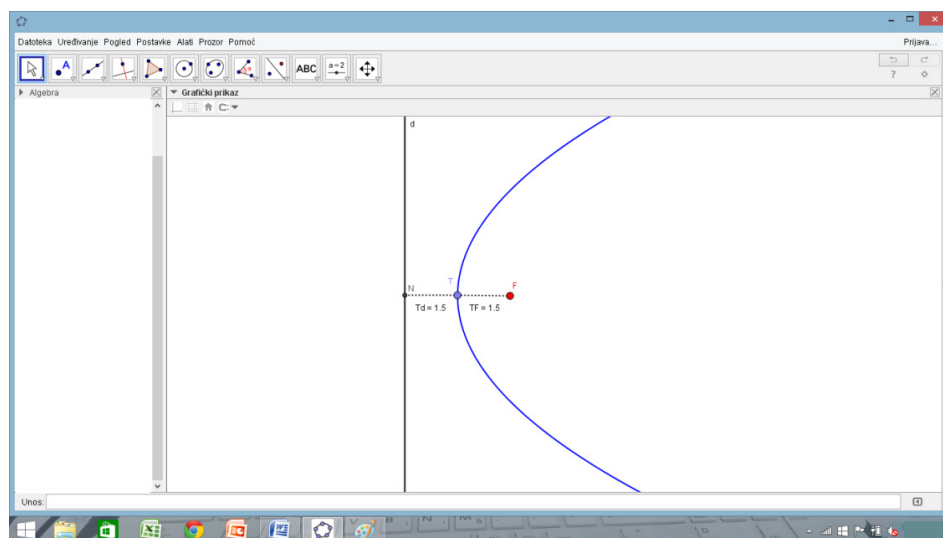 Datoteka Uređivanje Pogled Postavke Alati Prozor Pomoć
Prijava...
ABC
a=2
?
Algebra
Grafički prikaz
d
N
T
F
Td = 1.5
TF = 1.5
Unos: